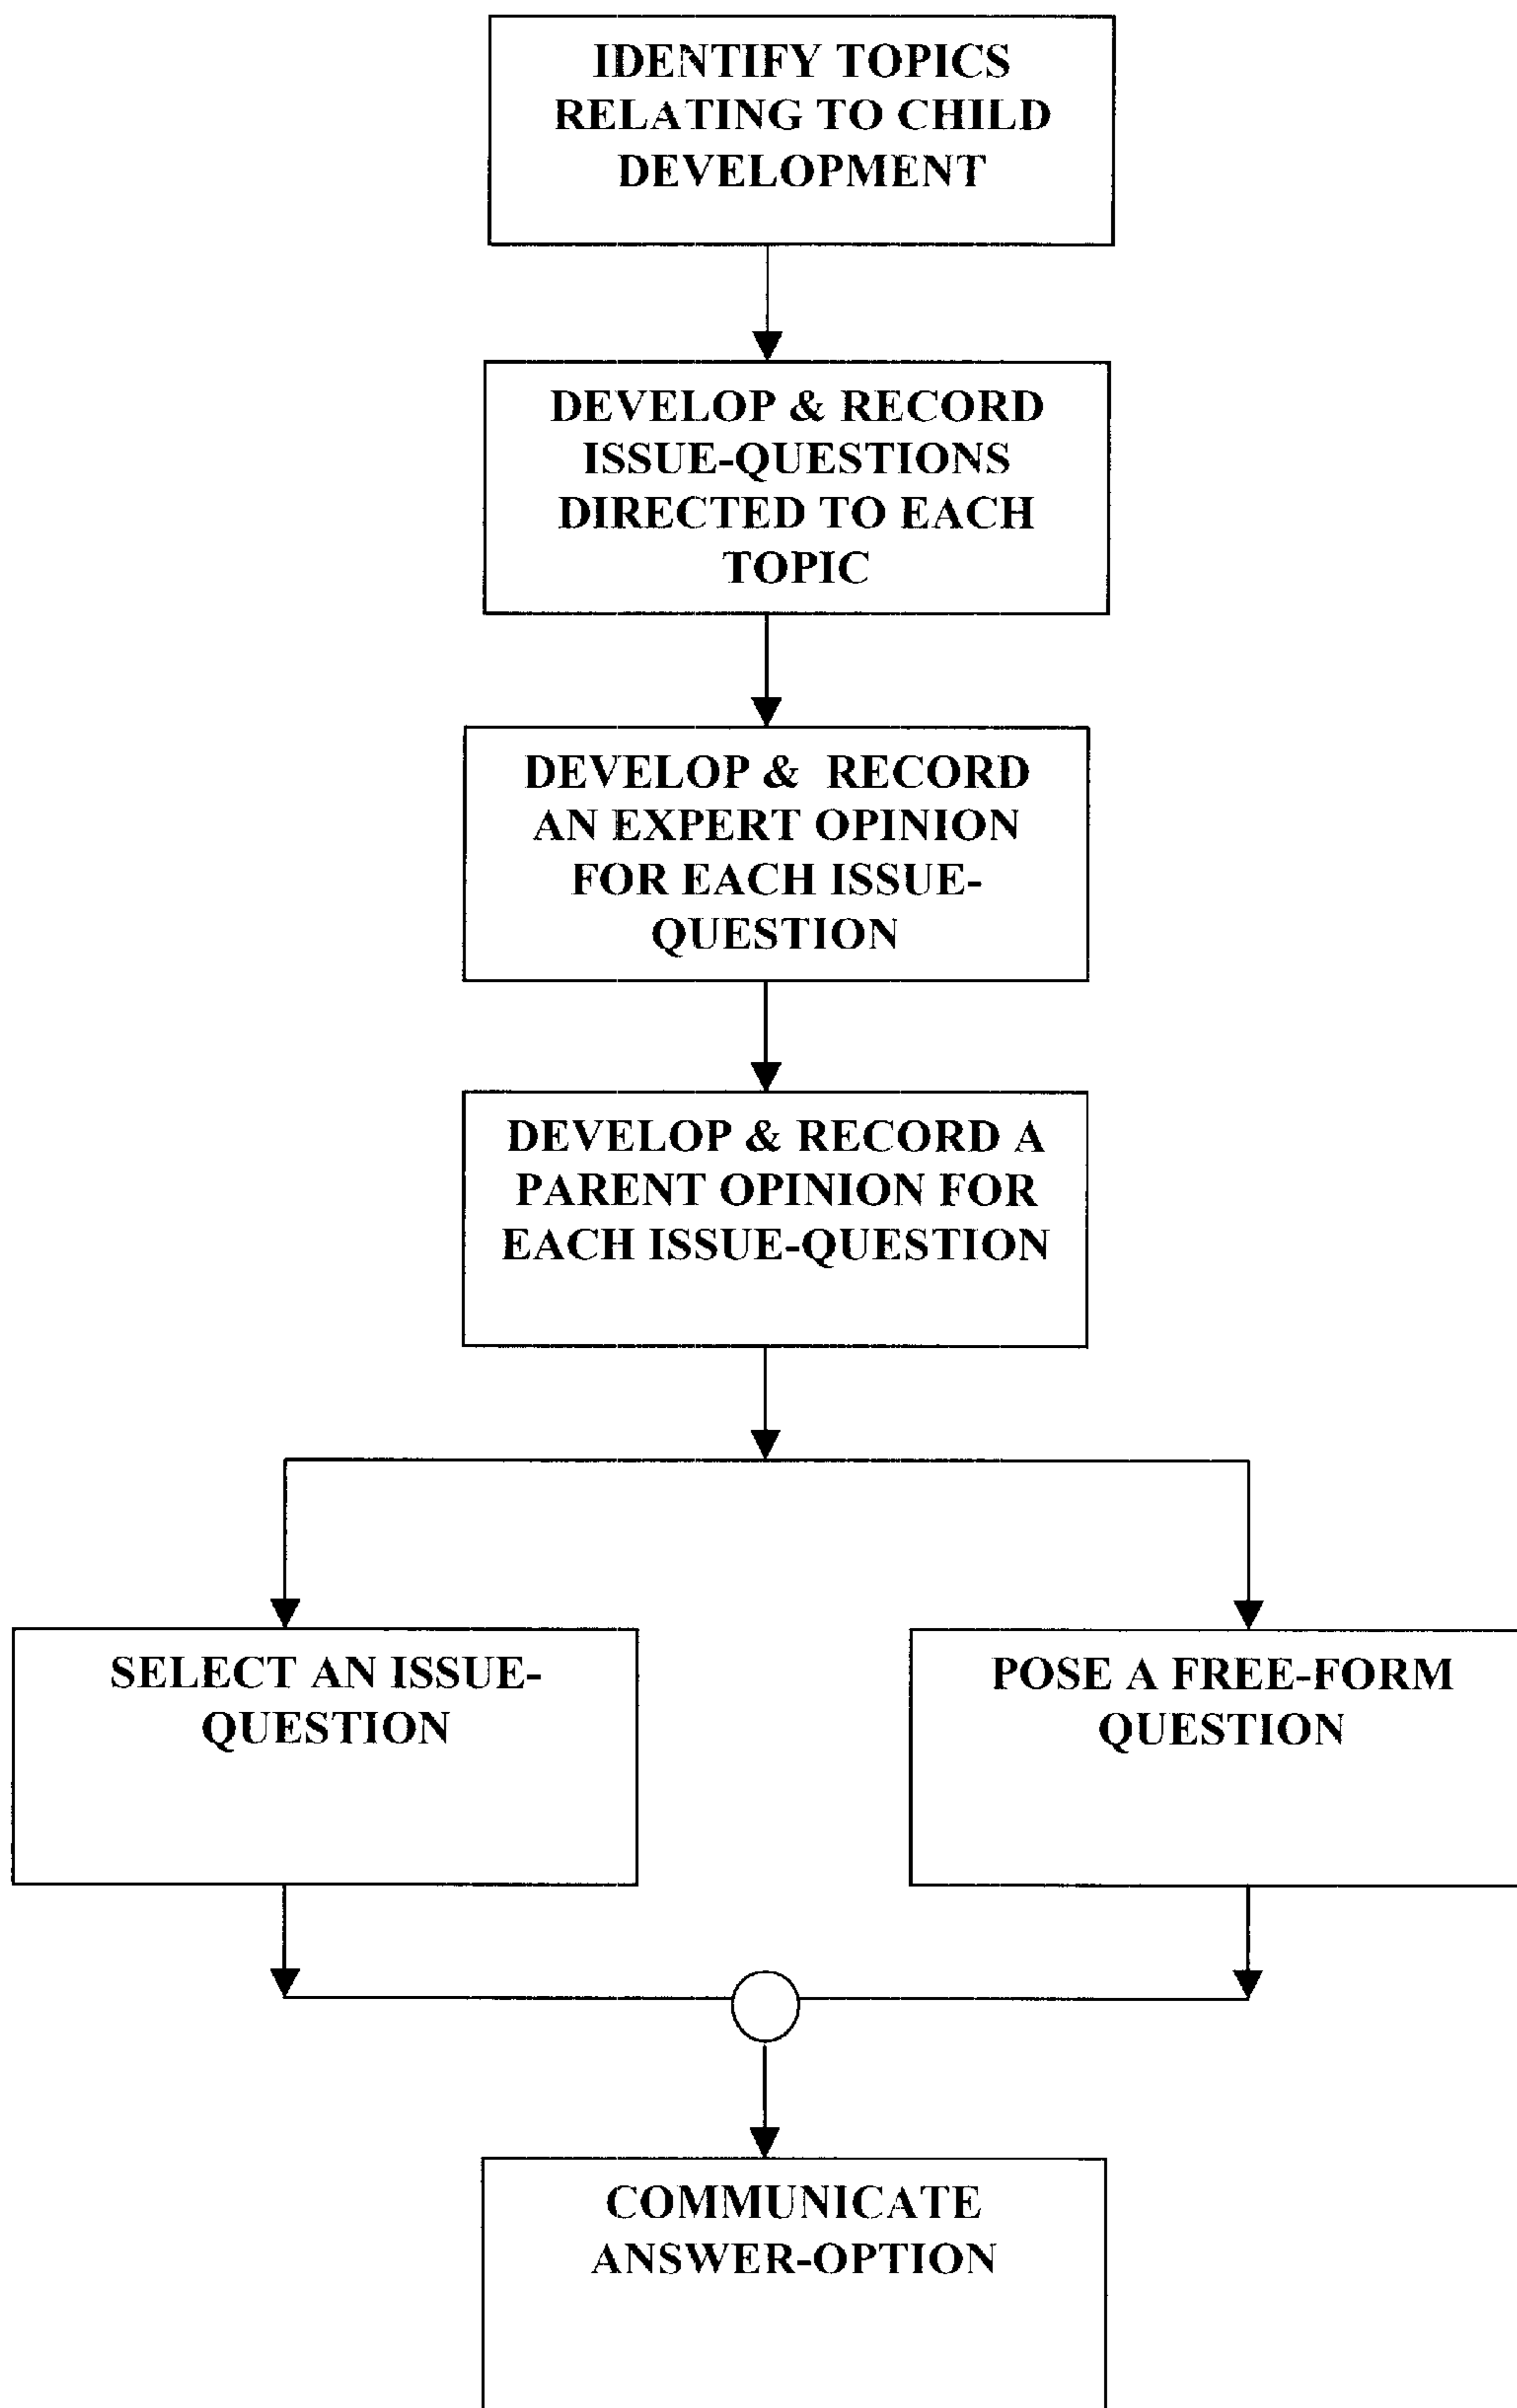 IDENTIFY TOPICS
RELATING TO CHILD
DEVELOPMENT
DEVELOP & RECORD
ISSUE-QUESTIONS
DIRECTED TO EACH
TOPIC
DEVELOP & RECORD
AN EXPERT OPINION
FOR EACH ISSUE-
QUESTION
DEVELOP & RECORD A
PARENT OPINION FOR
EACH ISSUE-QUESTION
SELECT AN ISSUE-
QUESTION
POSE A FREE-FORM
QUESTION
COMMUNICATE
ANSWER-OPTION